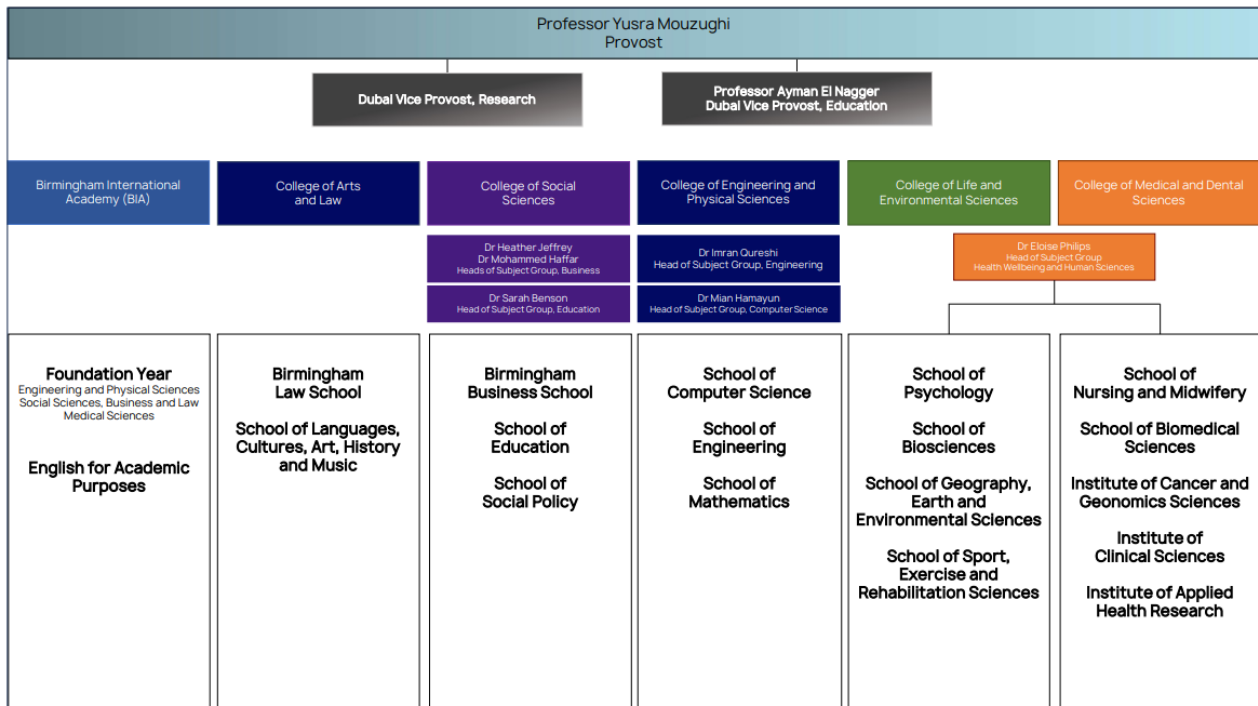 Professor Yusra Mouzughi
Provost
Dubai Vice Provost, Research
Professor Ayman El Nagger
Dubai Vice Provost, Education
Birmingham International
Academy (BIA)
College of Arts
and Law
College of Social
Sciences
College of Engineering and
Physical Sciences
College of Life and
Environmental Sciences
College of Medical and Dental
Sciences
Dr Heather Jeffrey
Dr Mohammed Haffar
Heads of Subject Group, Business
Dr Sarah Benson
Head of Subject Group, Education
Dr Imran Qureshi
Head of Subject Group, Engineering
Dr Mian Hamayun
Head of Subject Group, Computer Science
Dr Eloise Philips
Head of Subject Group
Health Wellbeing and Human Sciences
Foundation Year
Engineering and Physical Sciences
Social Sciences, Business and Law
Medical Sciences
English for Academic
Purposes
Birmingham
Law School
School of Languages,
Cultures, Art, History
and Music
Birmingham
Business School
School of
Education
School of
Social Policy
School of
Computer Science
School of
Engineering
School of
Mathematics
School of
Psychology
School of
Biosciences
School of Geography,
Earth and
Environmental Sciences
School of Sport,
Exercise and
Rehabilitation Sciences
School of
Nursing and Midwifery
School of Biomedical
Sciences
Institute of Cancer and
Geonomics Sciences
Institute of
Clinical Sciences
Institute of Applied
Health Research